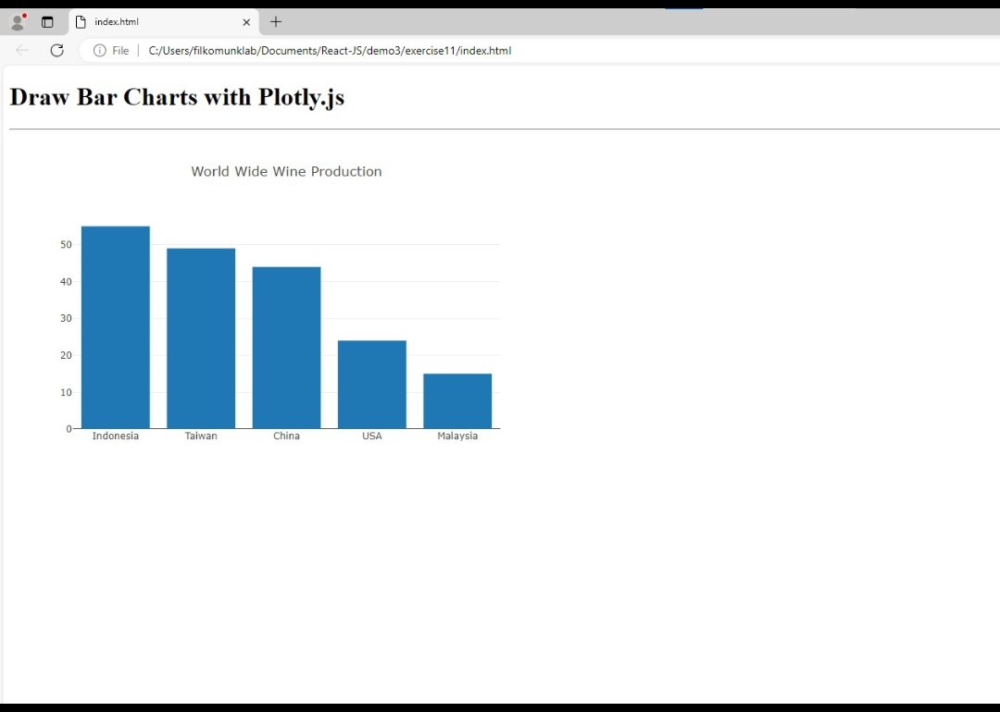 index.html
File | C:/Users/filkomunklab/Documents/React-JS/demo3/exercise11/index.html
Draw Bar Charts with Plotly.js
World Wide Wine Production
50
40
30
20
10
0
Indonesia Taiwan China USA Malaysia